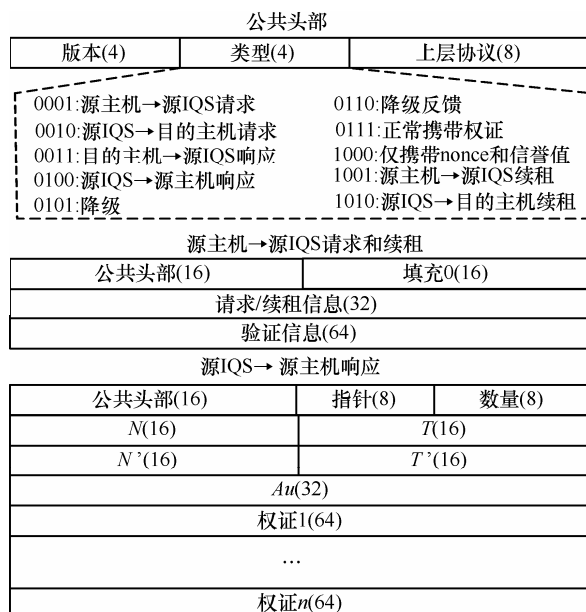 公共头部
版本(4) 类型(4) 上层协议(8)
0001:源主机→源IQS请求 0110:降级反馈
0010:源IQS→目的主机请求 0111:正常携带权证
0011:目的主机→源IQS响应 1000:仅携带nonce和信誉值
0100:源IQS→源主机响应 1001:源主机→源IQS续租
0101:降级 1010:源IQS→目的主机续租
源主机→源IQS请求和续租
公共头部(16) 填充0(16)
请求/续租信息(32)
验证信息(64)
源IQS→ 源主机响应
公共头部(16) 指针(8) 数量(8)
N(16) T(16)
N’(16) T’(16)
Au(32)
权证1(64)
…
权证n(64)